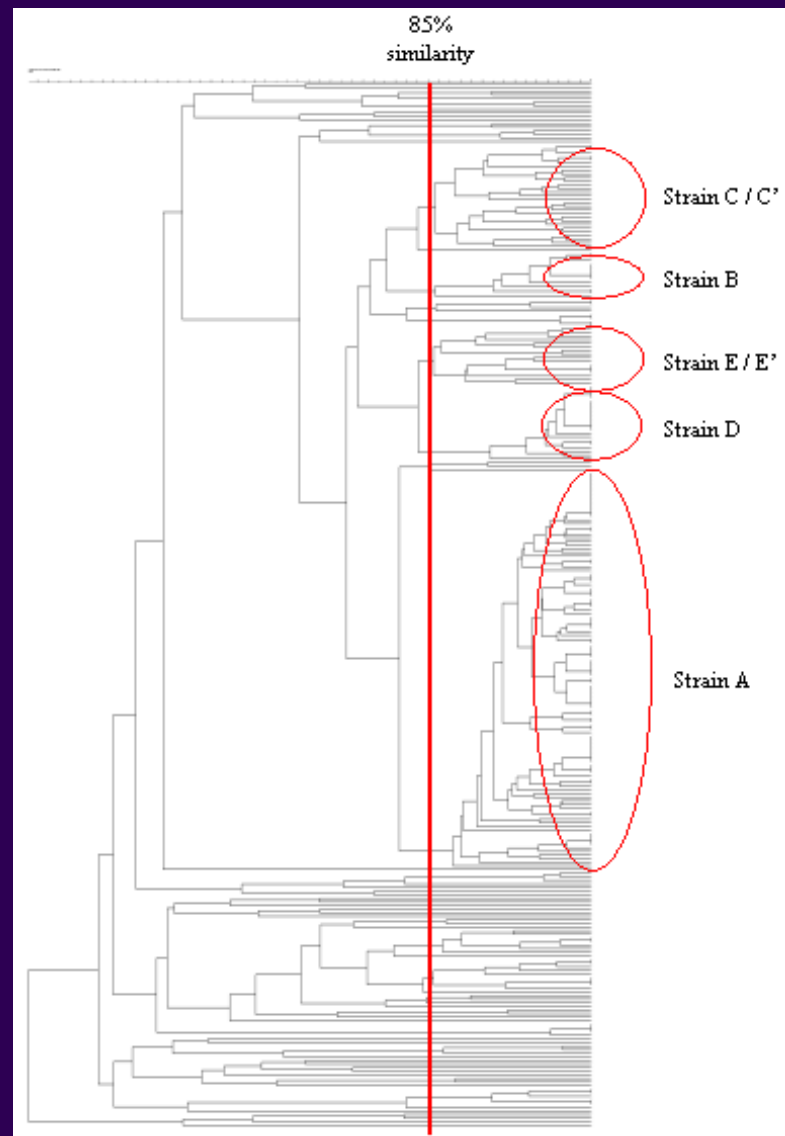 85%
similarity
Strain C / C’
Strain B
Strain E / E’
Strain D
Strain A